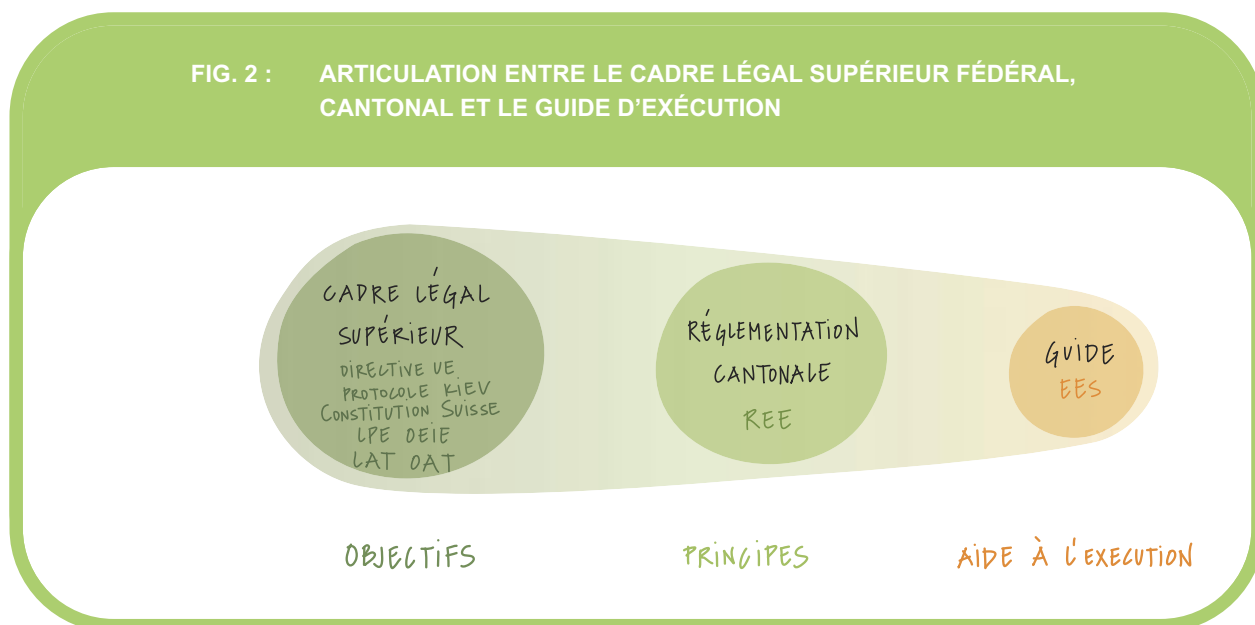 FIG. 2 : ARTICULATION ENTRE LE CADRE LÉGAL SUPÉRIEUR FÉDÉRAL,
CANTONAL ET LE GUIDE D'EXÉCUTION
CADRE LÉGAL
SUPÉRIEUR
DIRECTIVE UE
PROTOCOLE KIEV
CONSTITUTION SUISSE
LPE OEIE
LAT OAT
RÉGLEMENTATION
CANTONALE
REE
GUIDE
EES
OBJECTIFS
PRINCIPES
AIDE À L'EXECUTION